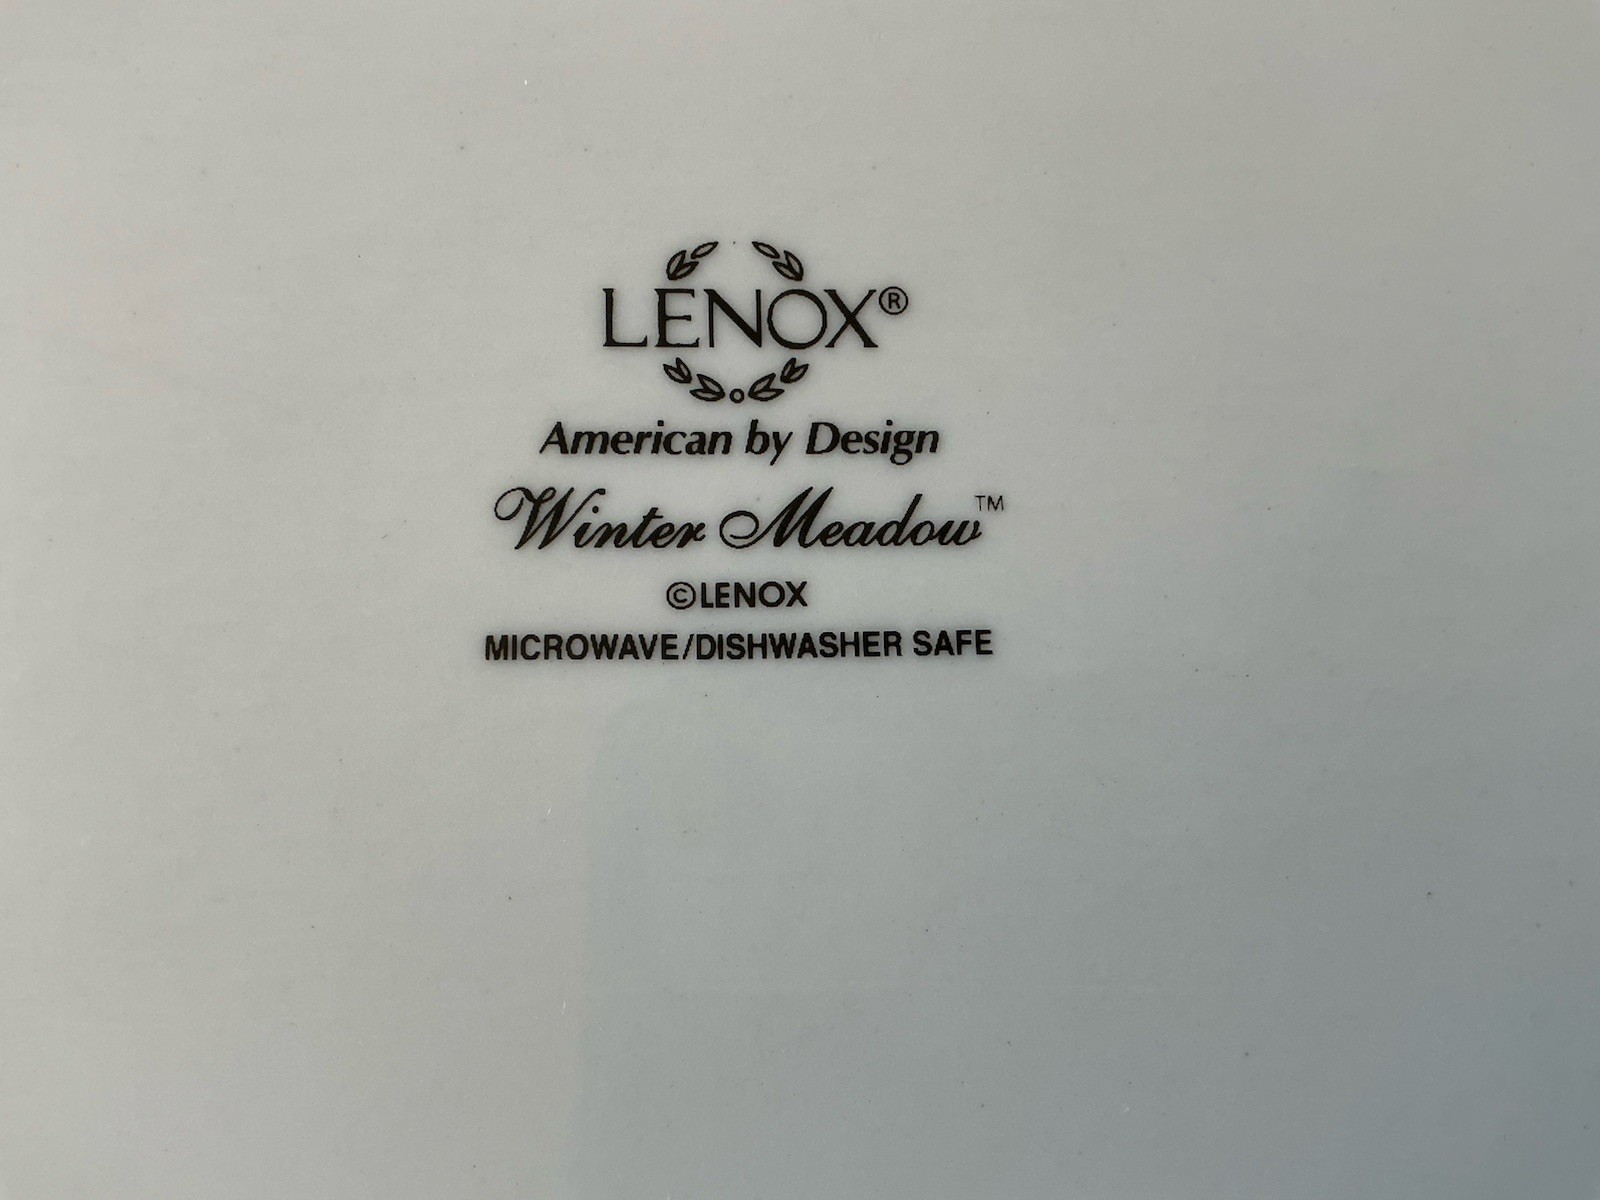 LENOX®
American by Design
Winter Meadow™
©LENOX
MICROWAVE/DISHWASHER SAFE